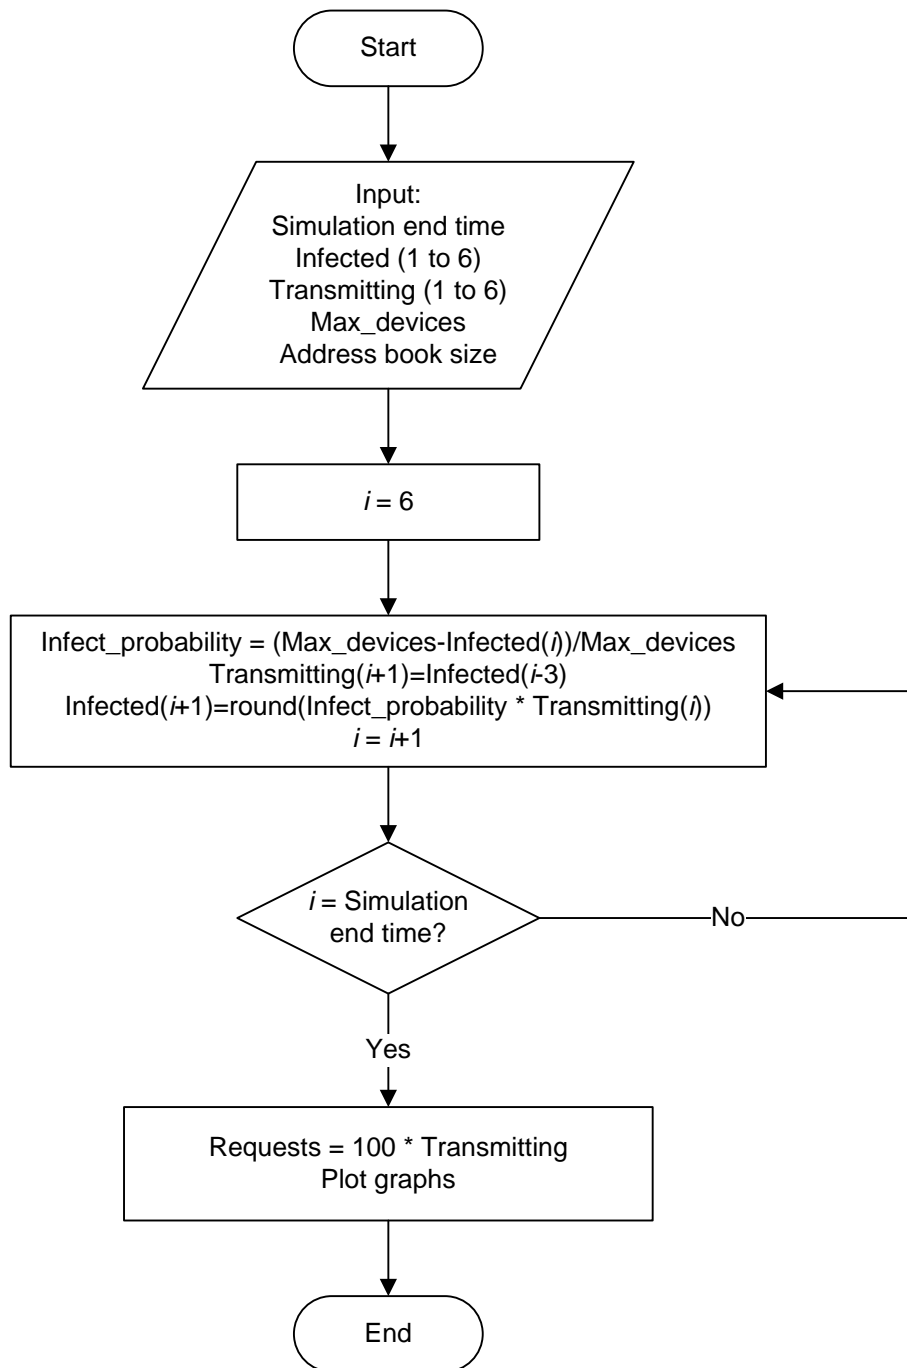 Start
Input:
Simulation end time
Infected (1 to 6)
Transmitting (1 to 6)
Max_devices
Address book size
i = 6
Infect_probability = (Max_devices-Infected(i))/Max_devices
Transmitting(i+1)=Infected(i-3)
Infected(i+1)=round(Infect_probability * Transmitting(i))
i = i+1
i = Simulation
end time?
No
Yes
Requests = 100 * Transmitting
Plot graphs
End